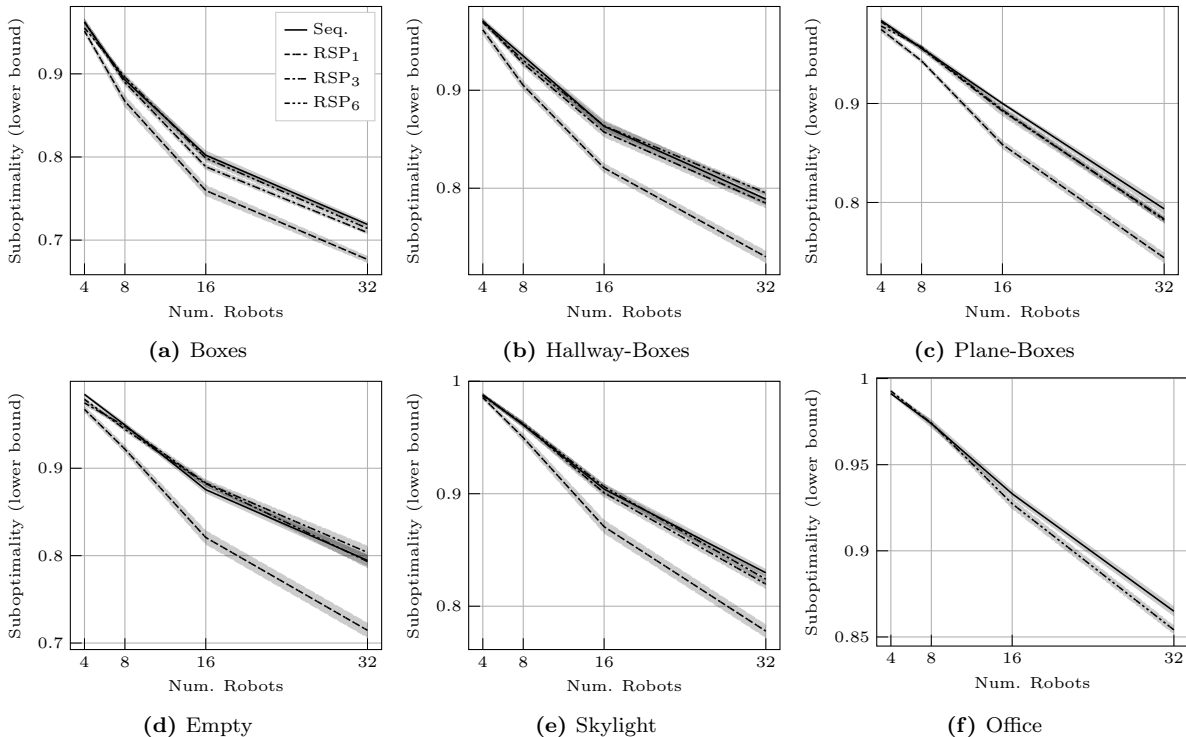 Suboptimality (lower bound)
0.9
0.8
0.7
Seq.
RSP₁
RSP₃
RSP₆
4 8 16 32
Num. Robots
(a) Boxes
Suboptimality (lower bound)
0.9
0.8
4 8 16 32
Num. Robots
(b) Hallway-Boxes
Suboptimality (lower bound)
0.9
0.8
4 8 16 32
Num. Robots
(c) Plane-Boxes
Suboptimality (lower bound)
0.9
0.8
0.7
4 8 16 32
Num. Robots
(d) Empty
Suboptimality (lower bound)
1
0.9
0.8
4 8 16 32
Num. Robots
(e) Skylight
Suboptimality (lower bound)
1
0.95
0.9
0.85
4 8 16 32
Num. Robots
(f) Office